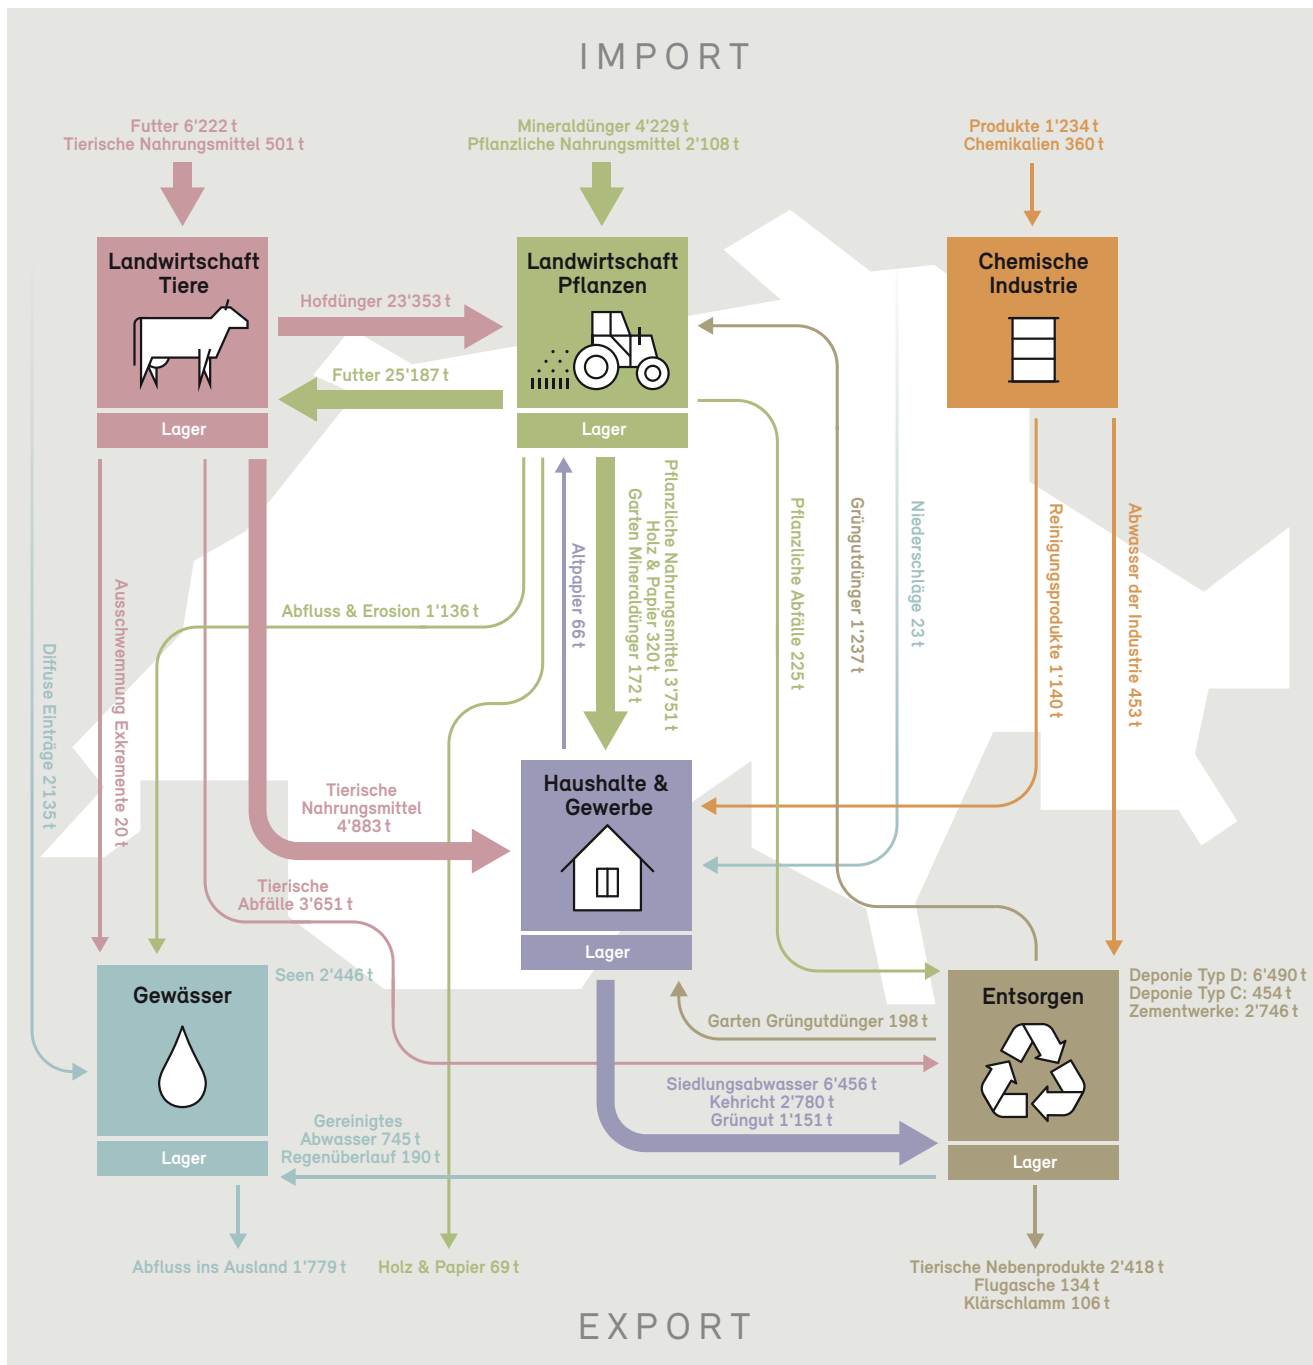 IMPORT
Futter 6'222 t
Tierische Nahrungsmittel 501 t
Mineraldünger 4'229 t
Pflanzliche Nahrungsmittel 2'108 t
Produkte 1'234 t
Chemikalien 360 t
Landwirtschaft
Tiere
Lager
Landwirtschaft
Pflanzen
Lager
Chemische
Industrie
Hofdünger 23'353 t
Futter 25'187 t
Diffuse Einträge 2'135 t
Ausschwemmung Exkremente 20 t
Abfluss & Erosion 1'136 t
Altpapier 66 t
Pflanzliche Nahrungsmittel 3'751 t
Holz & Papier 320 t
Garten Mineraldünger 172 t
Pflanzliche Abfälle 225 t
Grüngutdünger 1'237 t
Niederschläge 23 t
Reinigungsprodukte 1'140 t
Abwasser der Industrie 453 t
Tierische
Nahrungsmittel
4'883 t
Tierische
Abfälle 3'651 t
Haushalte &
Gewerbe
Lager
Gewässer
Lager
Seen 2'446 t
Entsorgen
Lager
Deponie Typ D: 6'490 t
Deponie Typ C: 454 t
Zementwerke: 2'746 t
Garten Grüngutdünger 198 t
Siedlungsabwasser 6'456 t
Kehricht 2'780 t
Grüngut 1'151 t
Gereinigtes
Abwasser 745 t
Regenüberlauf 190 t
Abfluss ins Ausland 1'779 t
Holz & Papier 69 t
Tierische Nebenprodukte 2'418 t
Flugasche 134 t
Klärschlamm 106 t
EXPORT